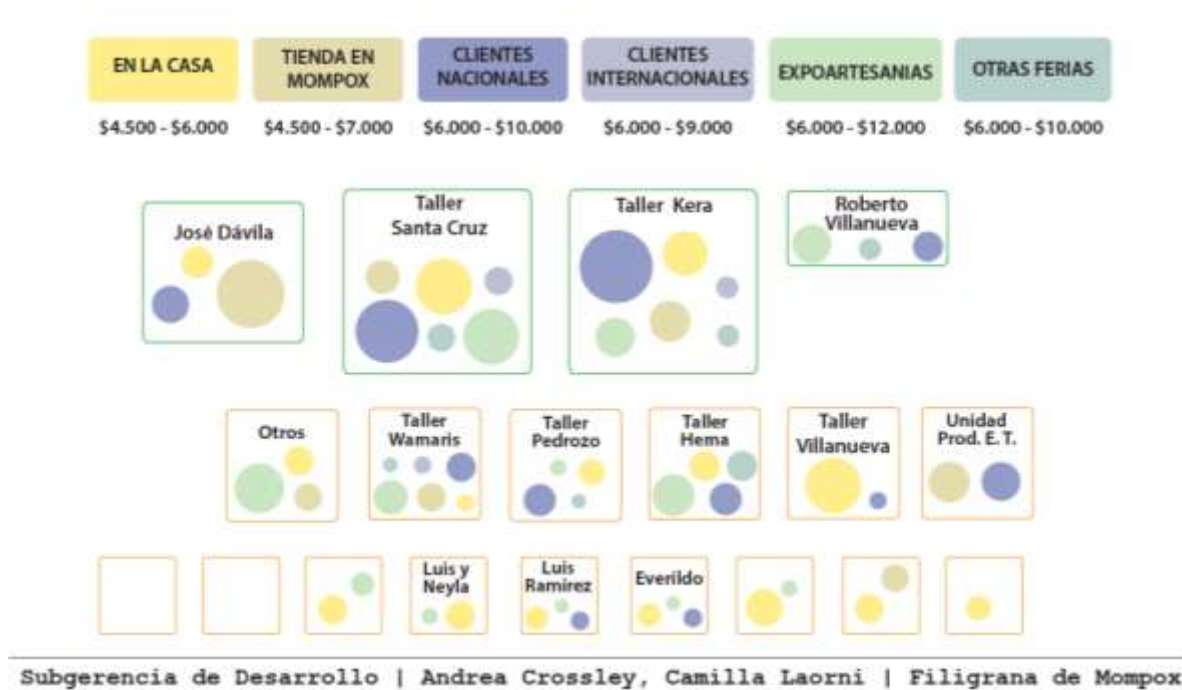 EN LA CASA
TIENDA EN
MOMPOX
CLIENTES
NACIONALES
CLIENTES
INTERNACIONALES
EXPOARTESANIAS
OTRAS FERIAS
$4.500 - $6.000
$4.500 - $7.000
$6.000 - $10.000
$6.000 - $9.000
$6.000 - $12.000
$6.000 - $10.000
José Dávila
Taller
Santa Cruz
Taller Kera
Roberto
Villanueva
Otros
Taller
Wamaris
Taller
Pedrozo
Taller
Hema
Taller
Villanueva
Unidad
Prod. E. T.
Luis y
Neyla
Luis
Ramírez
Everildo
Subgerencia de Desarrollo | Andrea Crossley, Camilla Laorni | Filigrana de Mompox